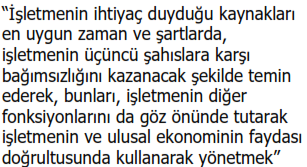 “İşletmenin ihtiyaç duyduğu kaynakları
en uygun zaman ve şartlarda,
işletmenin üçüncü şahıslara karşı
bağımsızlığını kazanacak şekilde temin
ederek, bunları, işletmenin diğer
fonksiyonlarını da göz önünde tutarak
işletmenin ve ulusal ekonominin faydası
doğrultusunda kullanarak yönetmek”